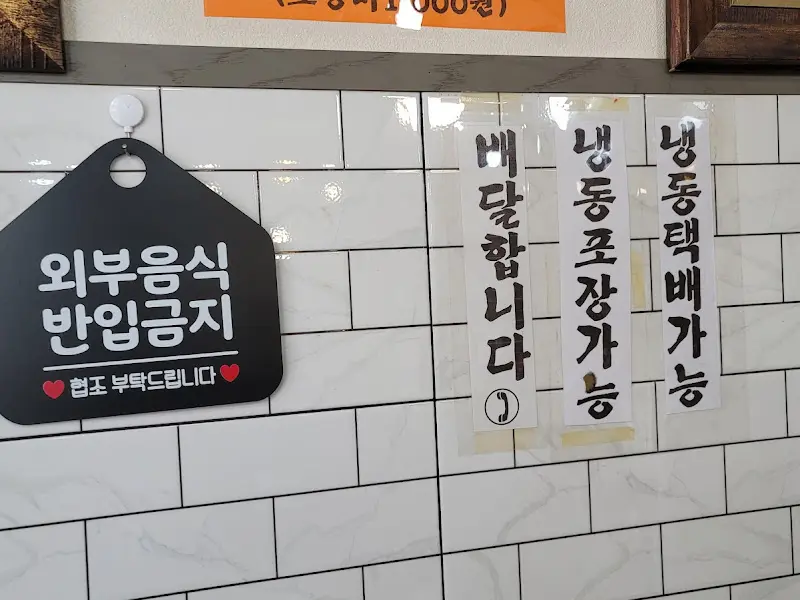 외부음식
반입금지
협조 부탁드립니다
배달합니다
냉동포장가능
냉동택배가능